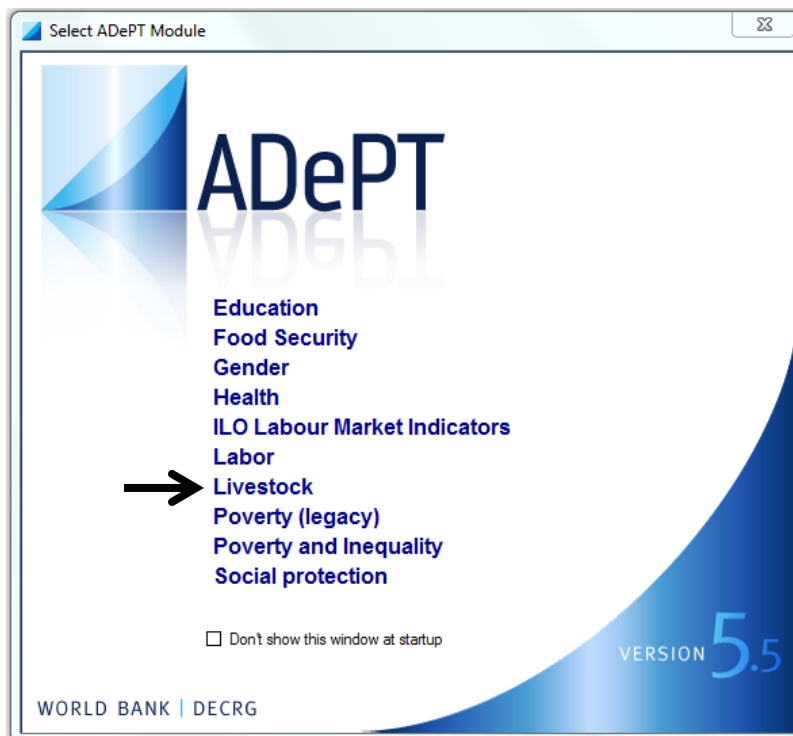 Select ADePT Module
ADePT
Education
Food Security
Gender
Health
ILO Labour Market Indicators
Labor
Livestock
Poverty (legacy)
Poverty and Inequality
Social protection
Don't show this window at startup
VERSION 5.5
WORLD BANK | DECRG